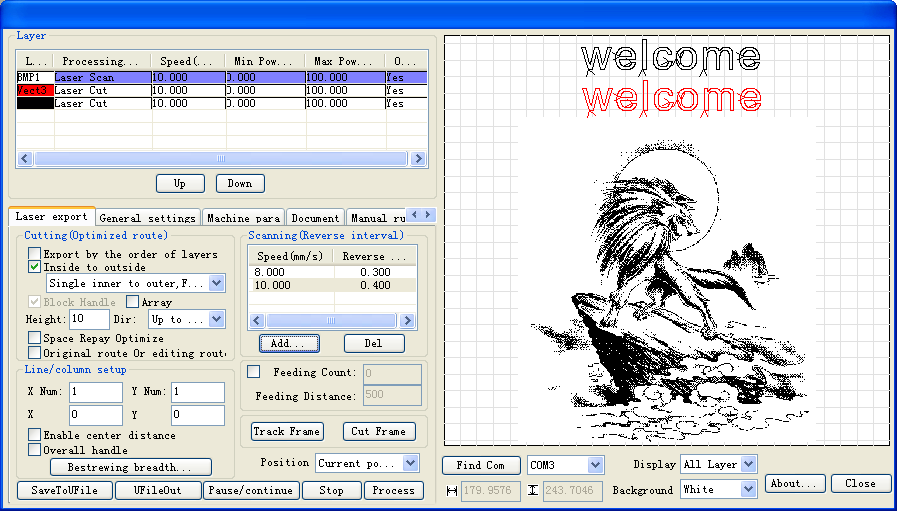 Layer
L... Processing... Speed(... Min Pow... Max Pow... O...
BMP1 Laser Scan 10.000 0.000 100.000 Yes
Vect3 Laser Cut 10.000 0.000 100.000 Yes
Laser Cut 10.000 0.000 100.000 Yes
Up Down
Laser export General settings Machine para Document Manual ru
Cutting(Optimized route)
Export by the order of layers
Inside to outside
Single inner to outer,F...
Block Handle Array
Height: 10 Dir: Up to ...
Space Repay Optimize
Original route Or editing route
Line/column setup
X Num: 1 Y Num: 1
X 0 Y 0
Enable center distance
Overall handle
Bestrewing breadth...
Scanning(Reverse interval)
Speed(mm/s) Reverse ...
8.000 0.300
10.000 0.400
Add... Del
Feeding Count: 0
Feeding Distance: 500
Track Frame Cut Frame
Position Current po...
SaveToUFile UFileOut Pause/continue Stop Process
welcome
welcome
Find Com COM3 Display All Layer
179.9576 243.7046 Background White About... Close